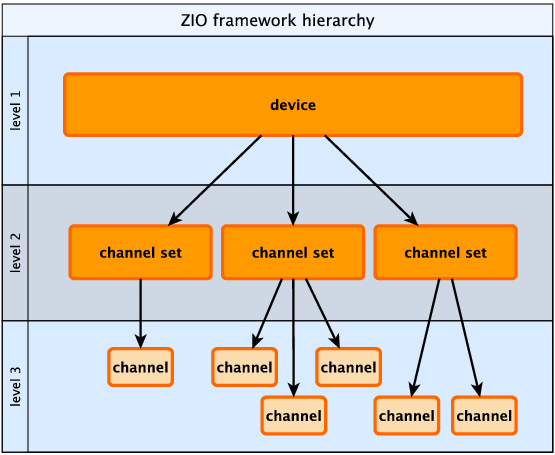 ZIO framework hierarchy
level 1
device
level 2
channel set
channel set
channel set
level 3
channel
channel
channel
channel
channel
channel